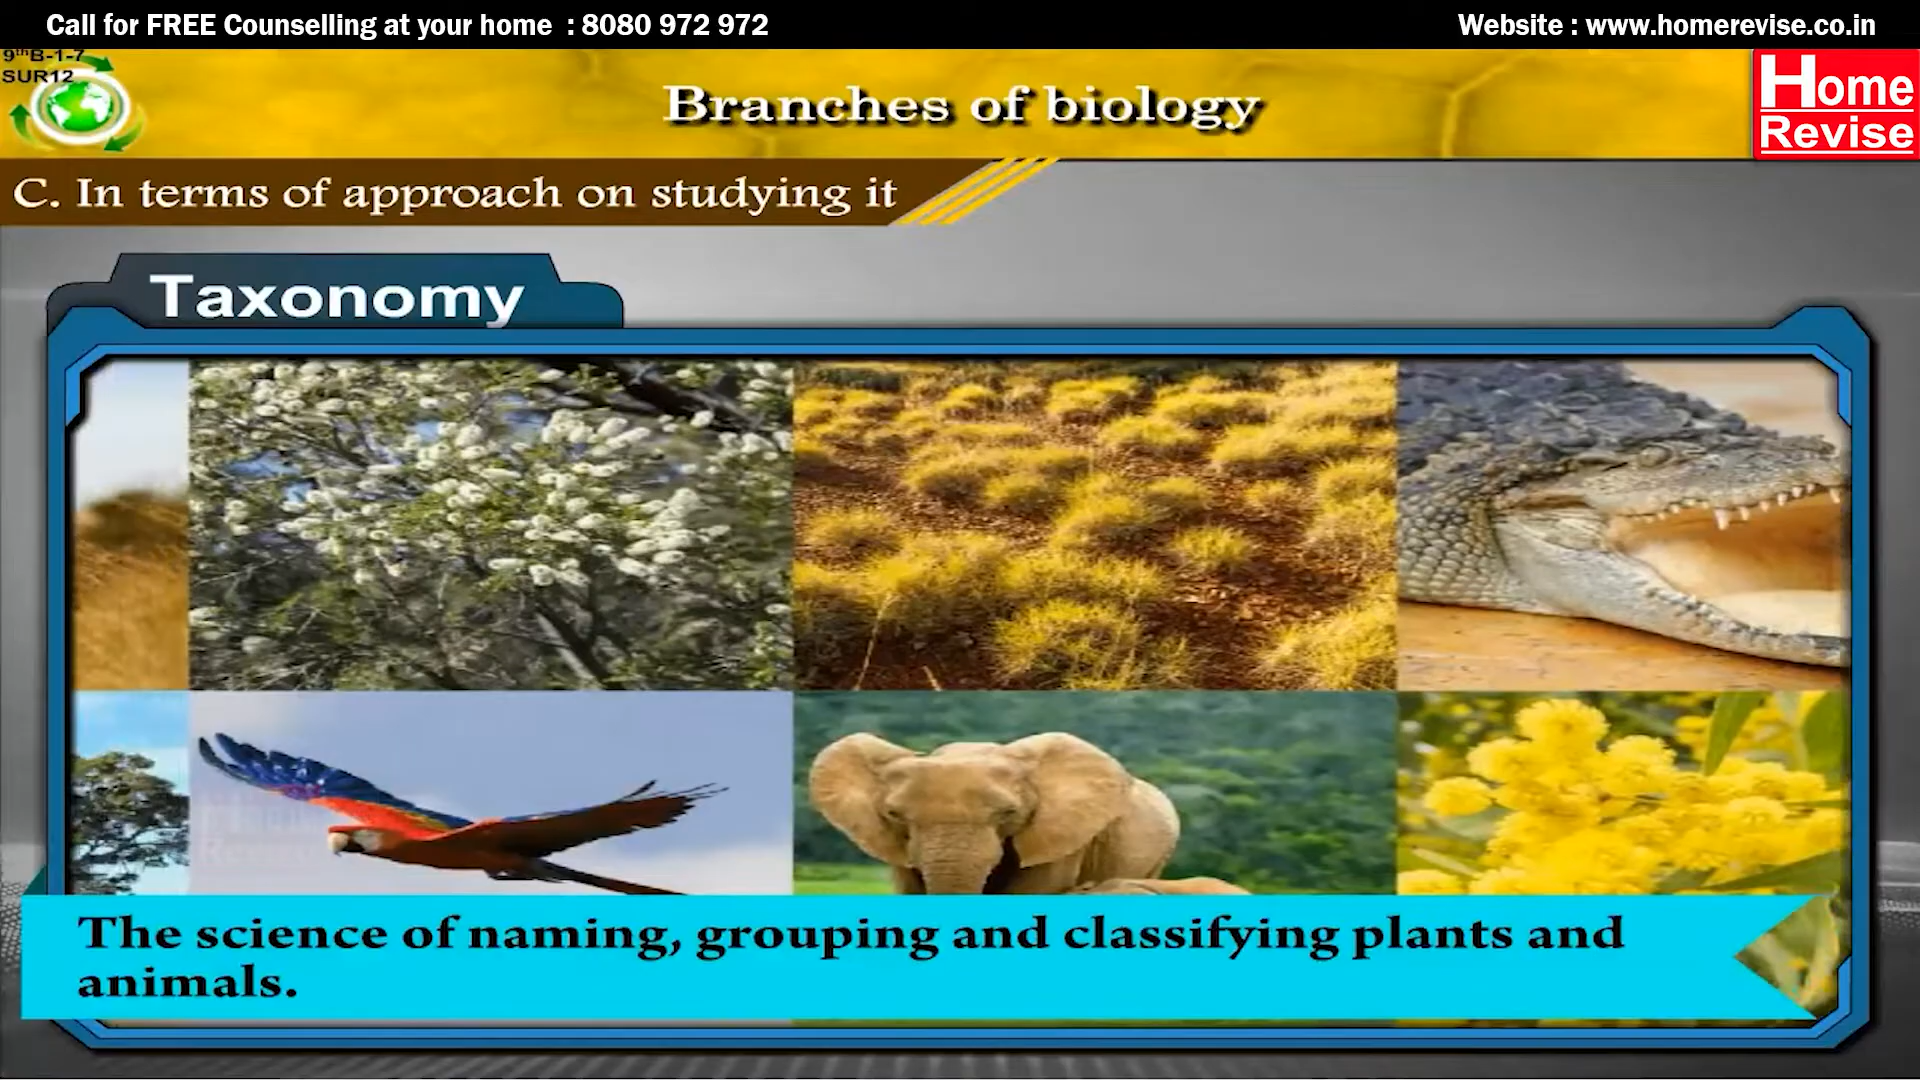 Call for FREE Counselling at your home : 8080 972 972
Website : www.homerevise.co.in
9thB-1-7
SUR12
Branches of biology
Home
Revise
C. In terms of approach on studying it
Taxonomy
The science of naming, grouping and classifying plants and
animals.